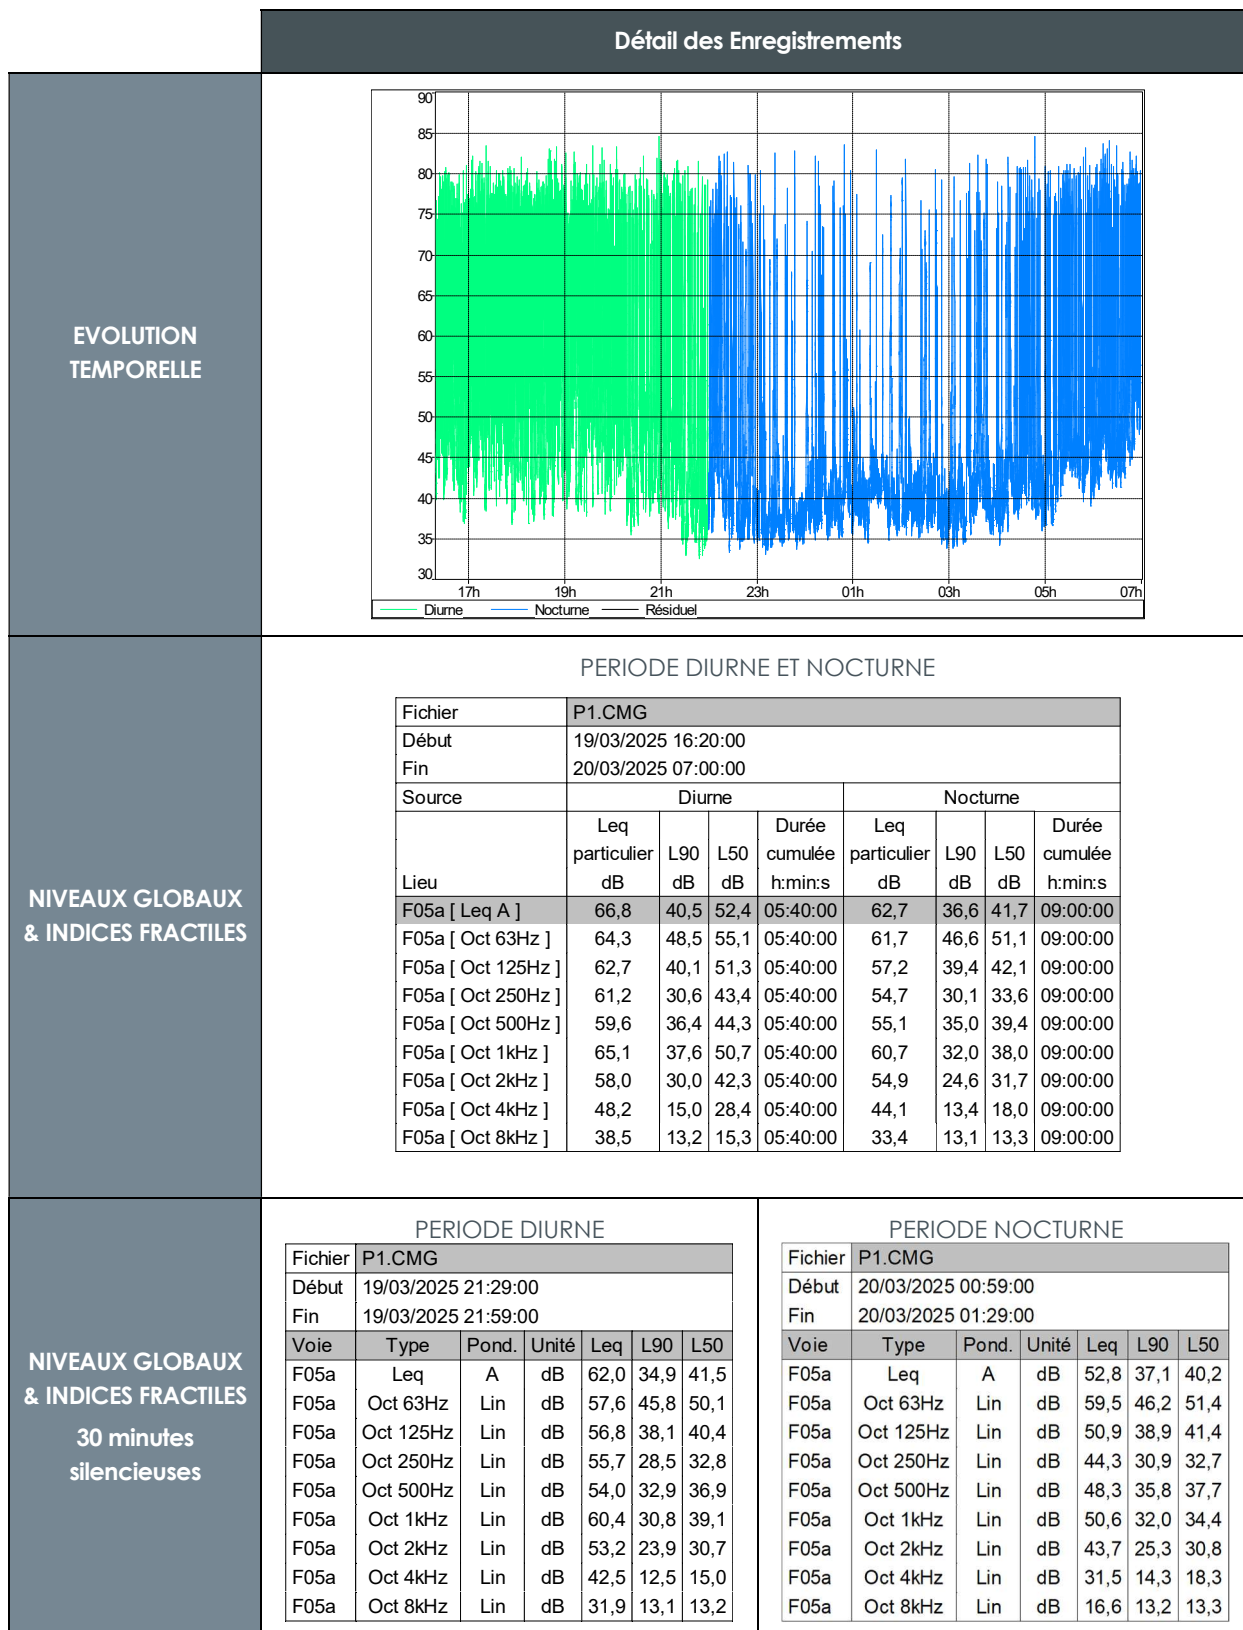 Détail des Enregistrements
EVOLUTION
TEMPORELLE
90
85
80
75
70
65
60
55
50
45
40
35
30
17h 19h 21h 23h 01h 03h 05h 07h
Diurne Nocturne Résiduel
NIVEAUX GLOBAUX
& INDICES FRACTILES
PERIODE DIURNE ET NOCTURNE
Fichier P1.CMG
Début 19/03/2025 16:20:00
Fin 20/03/2025 07:00:00
Source Diurne Nocturne
Leq Durée Leq Durée
particulier L90 L50 cumulée particulier L90 L50 cumulée
Lieu dB dB dB h:min:s dB dB dB h:min:s
F05a [ Leq A ] 66,8 40,5 52,4 05:40:00 62,7 36,6 41,7 09:00:00
F05a [ Oct 63Hz ] 64,3 48,5 55,1 05:40:00 61,7 46,6 51,1 09:00:00
F05a [ Oct 125Hz ] 62,7 40,1 51,3 05:40:00 57,2 39,4 42,1 09:00:00
F05a [ Oct 250Hz ] 61,2 30,6 43,4 05:40:00 54,7 30,1 33,6 09:00:00
F05a [ Oct 500Hz ] 59,6 36,4 44,3 05:40:00 55,1 35,0 39,4 09:00:00
F05a [ Oct 1kHz ] 65,1 37,6 50,7 05:40:00 60,7 32,0 38,0 09:00:00
F05a [ Oct 2kHz ] 58,0 30,0 42,3 05:40:00 54,9 24,6 31,7 09:00:00
F05a [ Oct 4kHz ] 48,2 15,0 28,4 05:40:00 44,1 13,4 18,0 09:00:00
F05a [ Oct 8kHz ] 38,5 13,2 15,3 05:40:00 33,4 13,1 13,3 09:00:00
NIVEAUX GLOBAUX
& INDICES FRACTILES
30 minutes
silencieuses
PERIODE DIURNE
Fichier P1.CMG
Début 19/03/2025 21:29:00
Fin 19/03/2025 21:59:00
Voie Type Pond. Unité Leq L90 L50
F05a Leq A dB 62,0 34,9 41,5
F05a Oct 63Hz Lin dB 57,6 45,8 50,1
F05a Oct 125Hz Lin dB 56,8 38,1 40,4
F05a Oct 250Hz Lin dB 55,7 28,5 32,8
F05a Oct 500Hz Lin dB 54,0 32,9 36,9
F05a Oct 1kHz Lin dB 60,4 30,8 39,1
F05a Oct 2kHz Lin dB 53,2 23,9 30,7
F05a Oct 4kHz Lin dB 42,5 12,5 15,0
F05a Oct 8kHz Lin dB 31,9 13,1 13,2
PERIODE NOCTURNE
Fichier P1.CMG
Début 20/03/2025 00:59:00
Fin 20/03/2025 01:29:00
Voie Type Pond. Unité Leq L90 L50
F05a Leq A dB 52,8 37,1 40,2
F05a Oct 63Hz Lin dB 59,5 46,2 51,4
F05a Oct 125Hz Lin dB 50,9 38,9 41,4
F05a Oct 250Hz Lin dB 44,3 30,9 32,7
F05a Oct 500Hz Lin dB 48,3 35,8 37,7
F05a Oct 1kHz Lin dB 50,6 32,0 34,4
F05a Oct 2kHz Lin dB 43,7 25,3 30,8
F05a Oct 4kHz Lin dB 31,5 14,3 18,3
F05a Oct 8kHz Lin dB 16,6 13,2 13,3